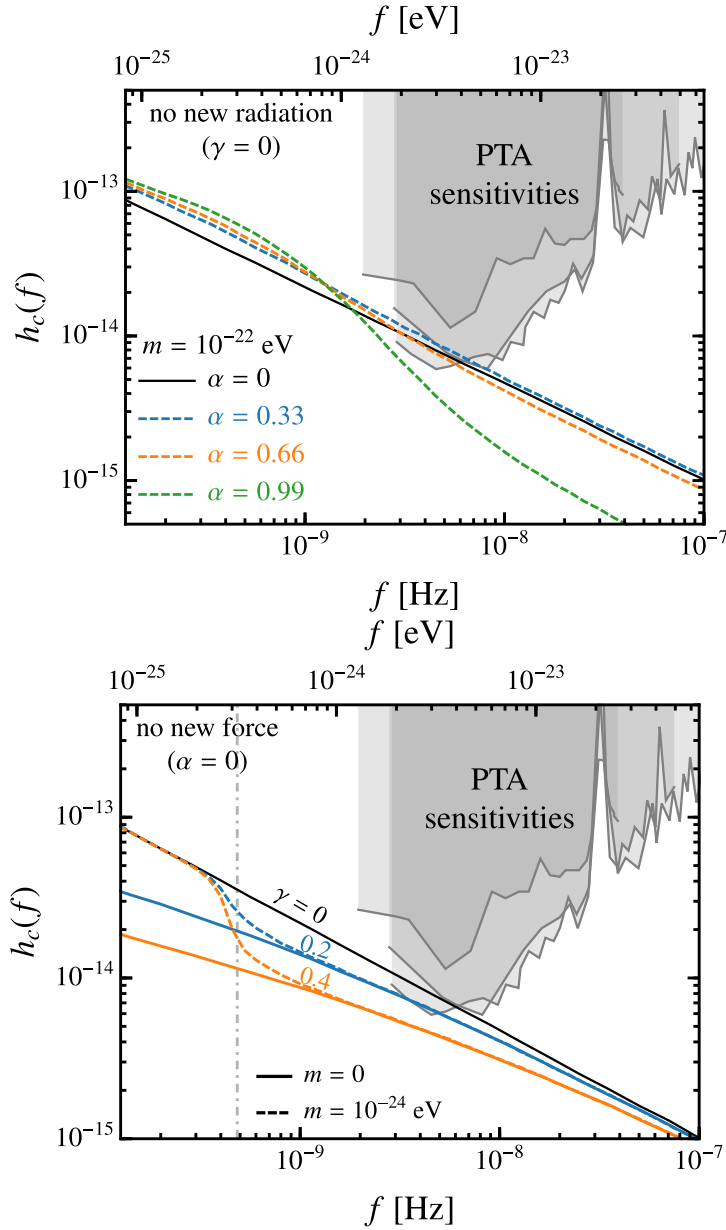 f [eV]
10⁻²⁵ 10⁻²⁴ 10⁻²³
no new radiation
(γ = 0)
PTA
sensitivities
10⁻¹³
10⁻¹⁴
10⁻¹⁵
h_c(f)
m = 10⁻²² eV
α = 0
α = 0.33
α = 0.66
α = 0.99
10⁻⁹ 10⁻⁸ 10⁻⁷
f [Hz]
f [eV]
10⁻²⁵ 10⁻²⁴ 10⁻²³
no new force
(α = 0)
PTA
sensitivities
10⁻¹³
10⁻¹⁴
10⁻¹⁵
h_c(f)
γ = 0
0.2
0.4
m = 0
m = 10⁻²⁴ eV
10⁻⁹ 10⁻⁸ 10⁻⁷
f [Hz]